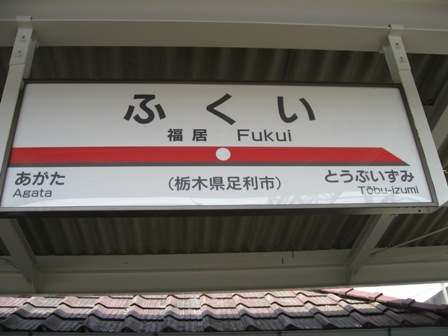 ふくい
福居 Fukui
あがた
Agata
(栃木県足利市)
とうぶいずみ
Tōbu-izumi